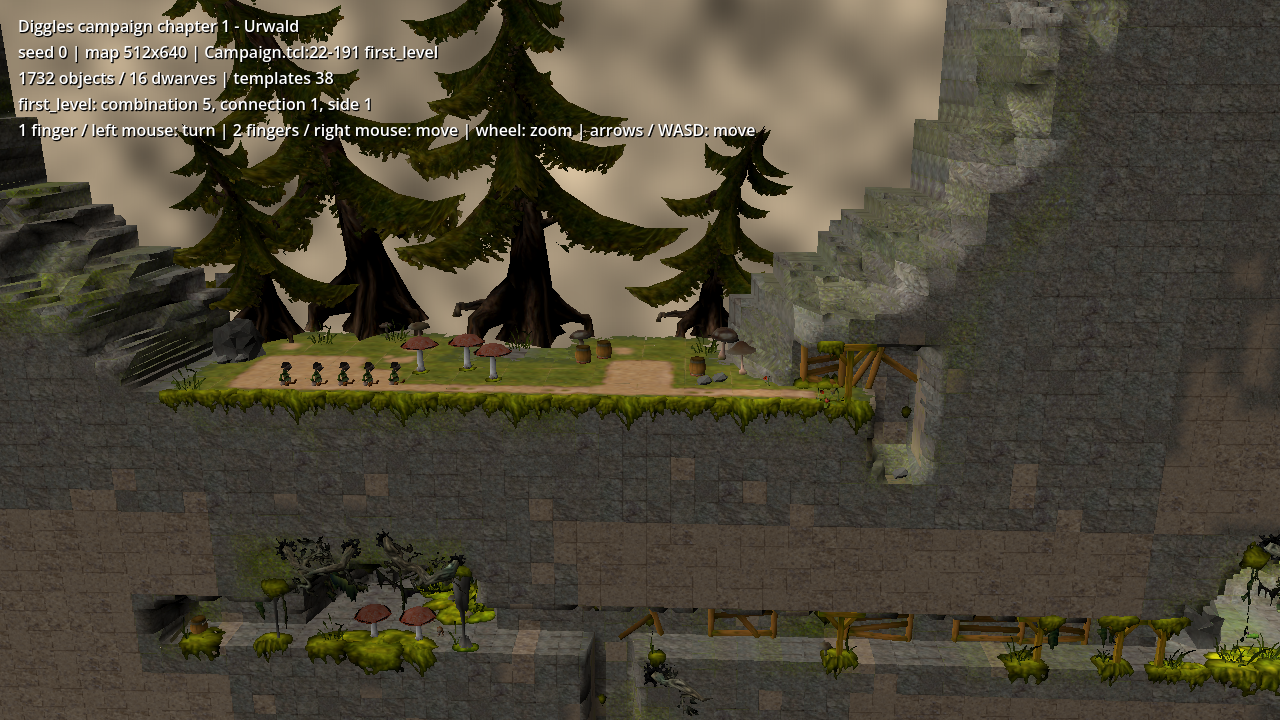 Diggles campaign chapter 1 - Urwald
seed 0 | map 512x640 | Campaign.tcl:22-191 first_level
1732 objects / 16 dwarves | templates 38
first_level: combination 5, connection 1, side 1
1 finger / left mouse: turn | 2 fingers / right mouse: move | wheel: zoom | arrows / WASD: move